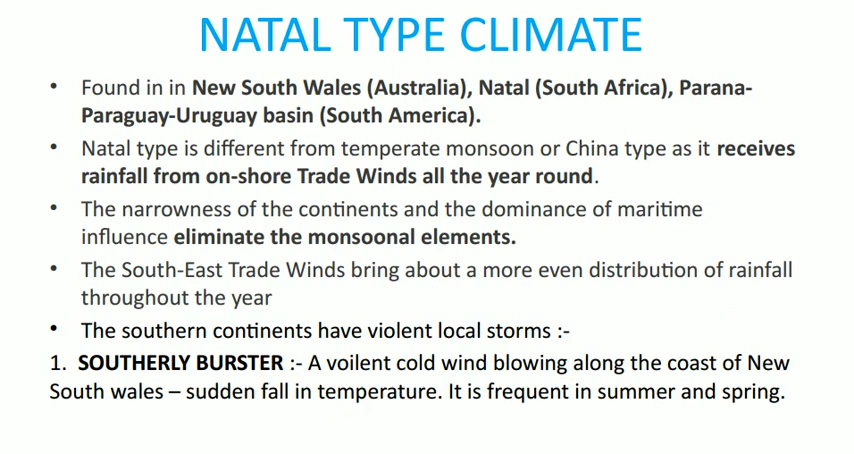 NATAL TYPE CLIMATE
• Found in in New South Wales (Australia), Natal (South Africa), Parana-
Paraguay-Uruguay basin (South America).
• Natal type is different from temperate monsoon or China type as it receives
rainfall from on-shore Trade Winds all the year round.
• The narrowness of the continents and the dominance of maritime
influence eliminate the monsoonal elements.
• The South-East Trade Winds bring about a more even distribution of rainfall
throughout the year
• The southern continents have violent local storms :-
1. SOUTHERLY BURSTER :- A voilent cold wind blowing along the coast of New
South wales – sudden fall in temperature. It is frequent in summer and spring.